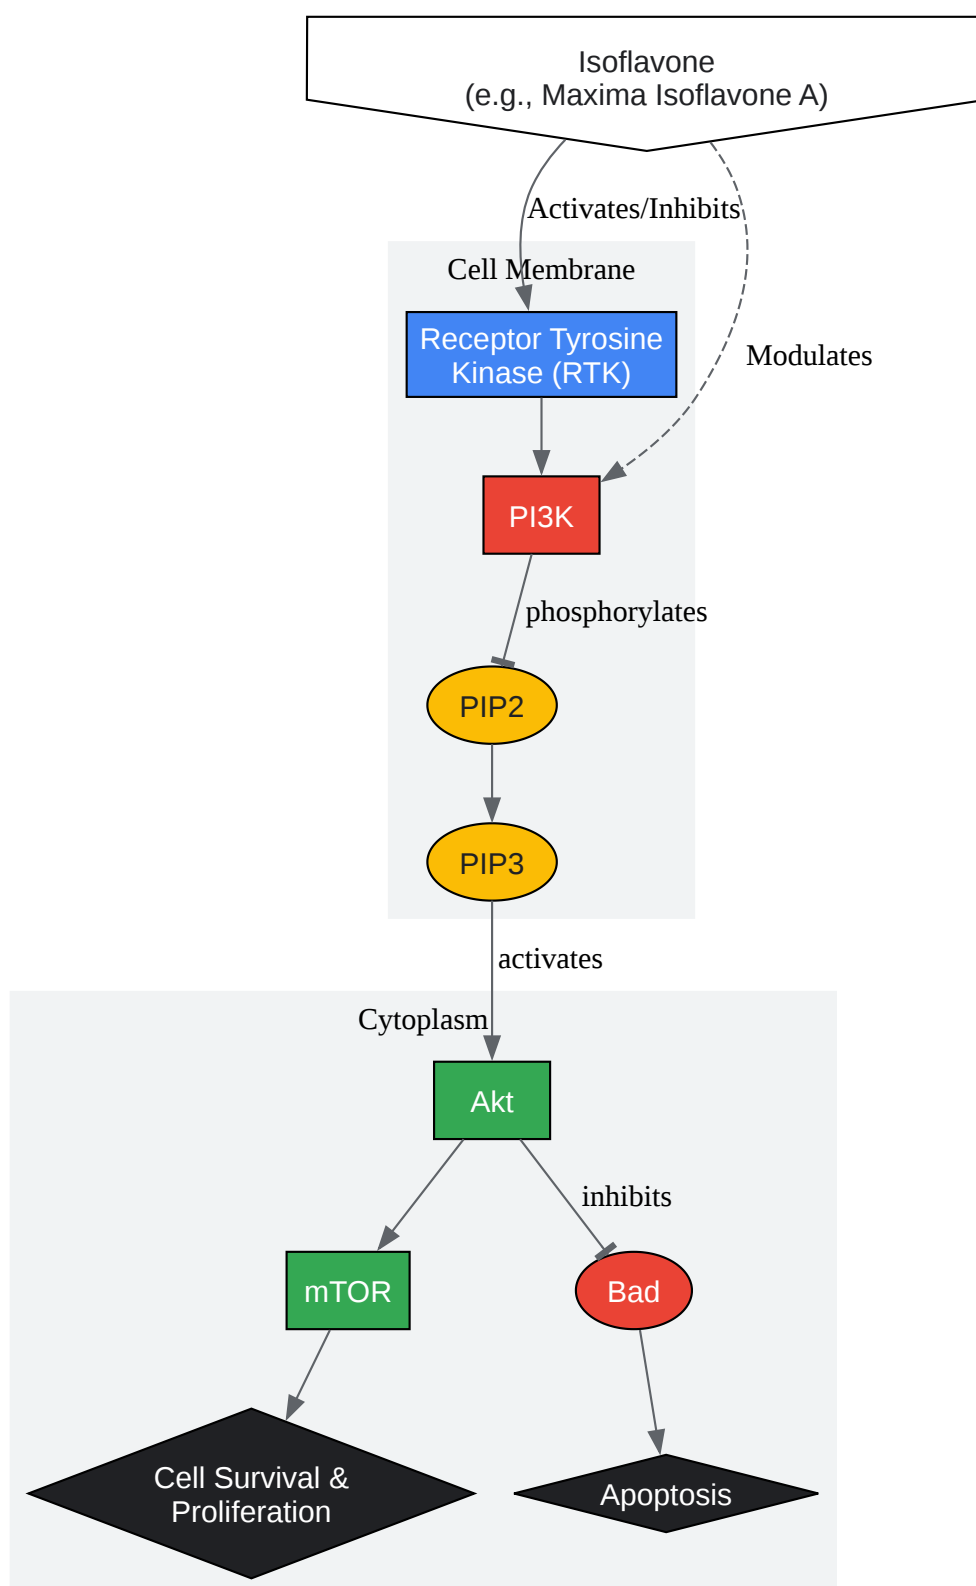 Isoflavone
(e.g., Maxima Isoflavone A)
Activates/Inhibits
Cell Membrane
Receptor Tyrosine
Kinase (RTK)
Modulates
PI3K
phosphorylates
PIP2
PIP3
activates
Cytoplasm
Akt
inhibits
mTOR
Bad
Cell Survival &
Proliferation
Apoptosis